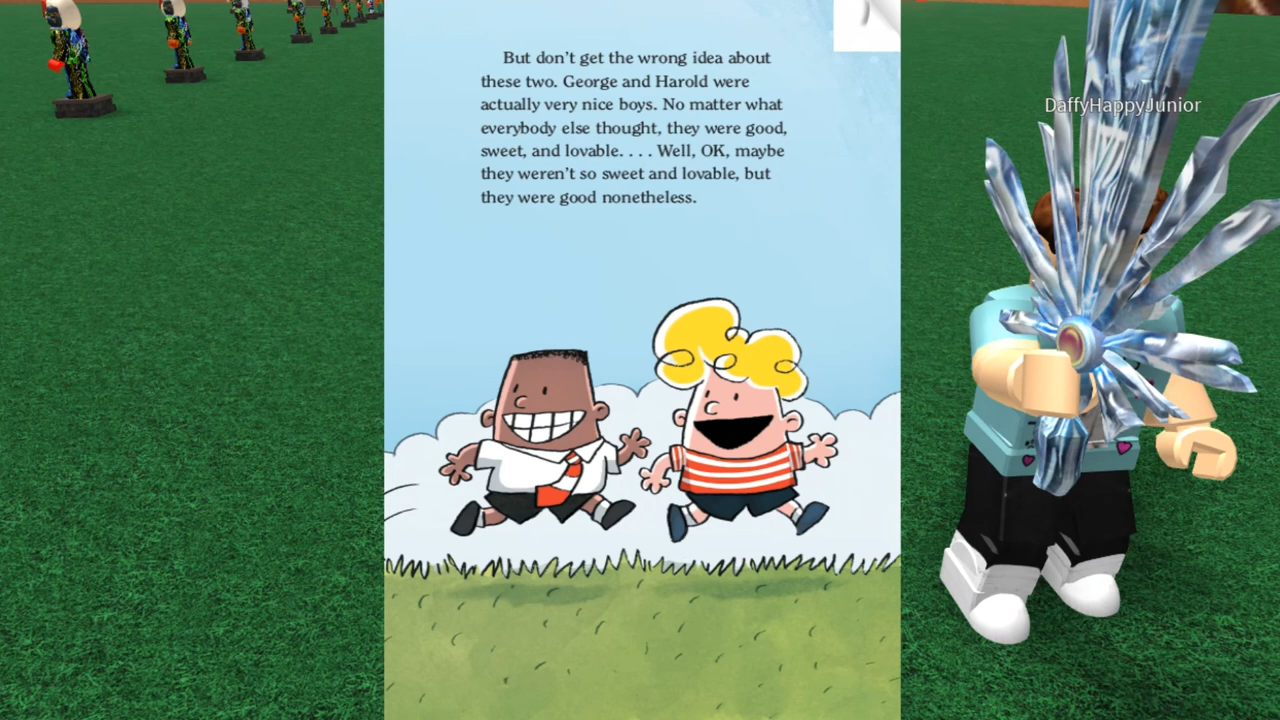 But don't get the wrong idea about
these two. George and Harold were
actually very nice boys. No matter what
everybody else thought, they were good,
sweet, and lovable. . . . Well, OK, maybe
they weren't so sweet and lovable, but
they were good nonetheless.
DaffyHappyJunior